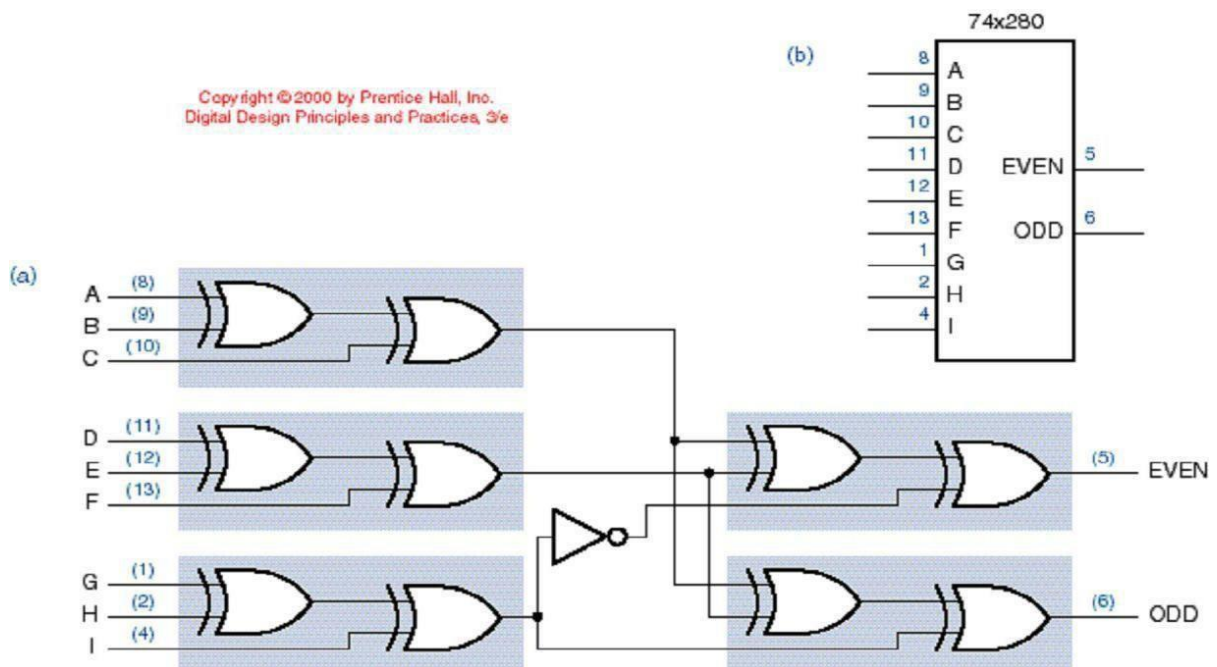 74x280
(b)
8 A
9 B
10 C
11 D EVEN 5
12 E
13 F ODD 6
1 G
2 H
4 I
Copyright © 2000 by Prentice Hall, Inc.
Digital Design Principles and Practices, 3/e
(a)
A (8)
B (9)
C (10)
D (11)
E (12) (5) EVEN
F (13)
G (1)
H (2) (6) ODD
I (4)